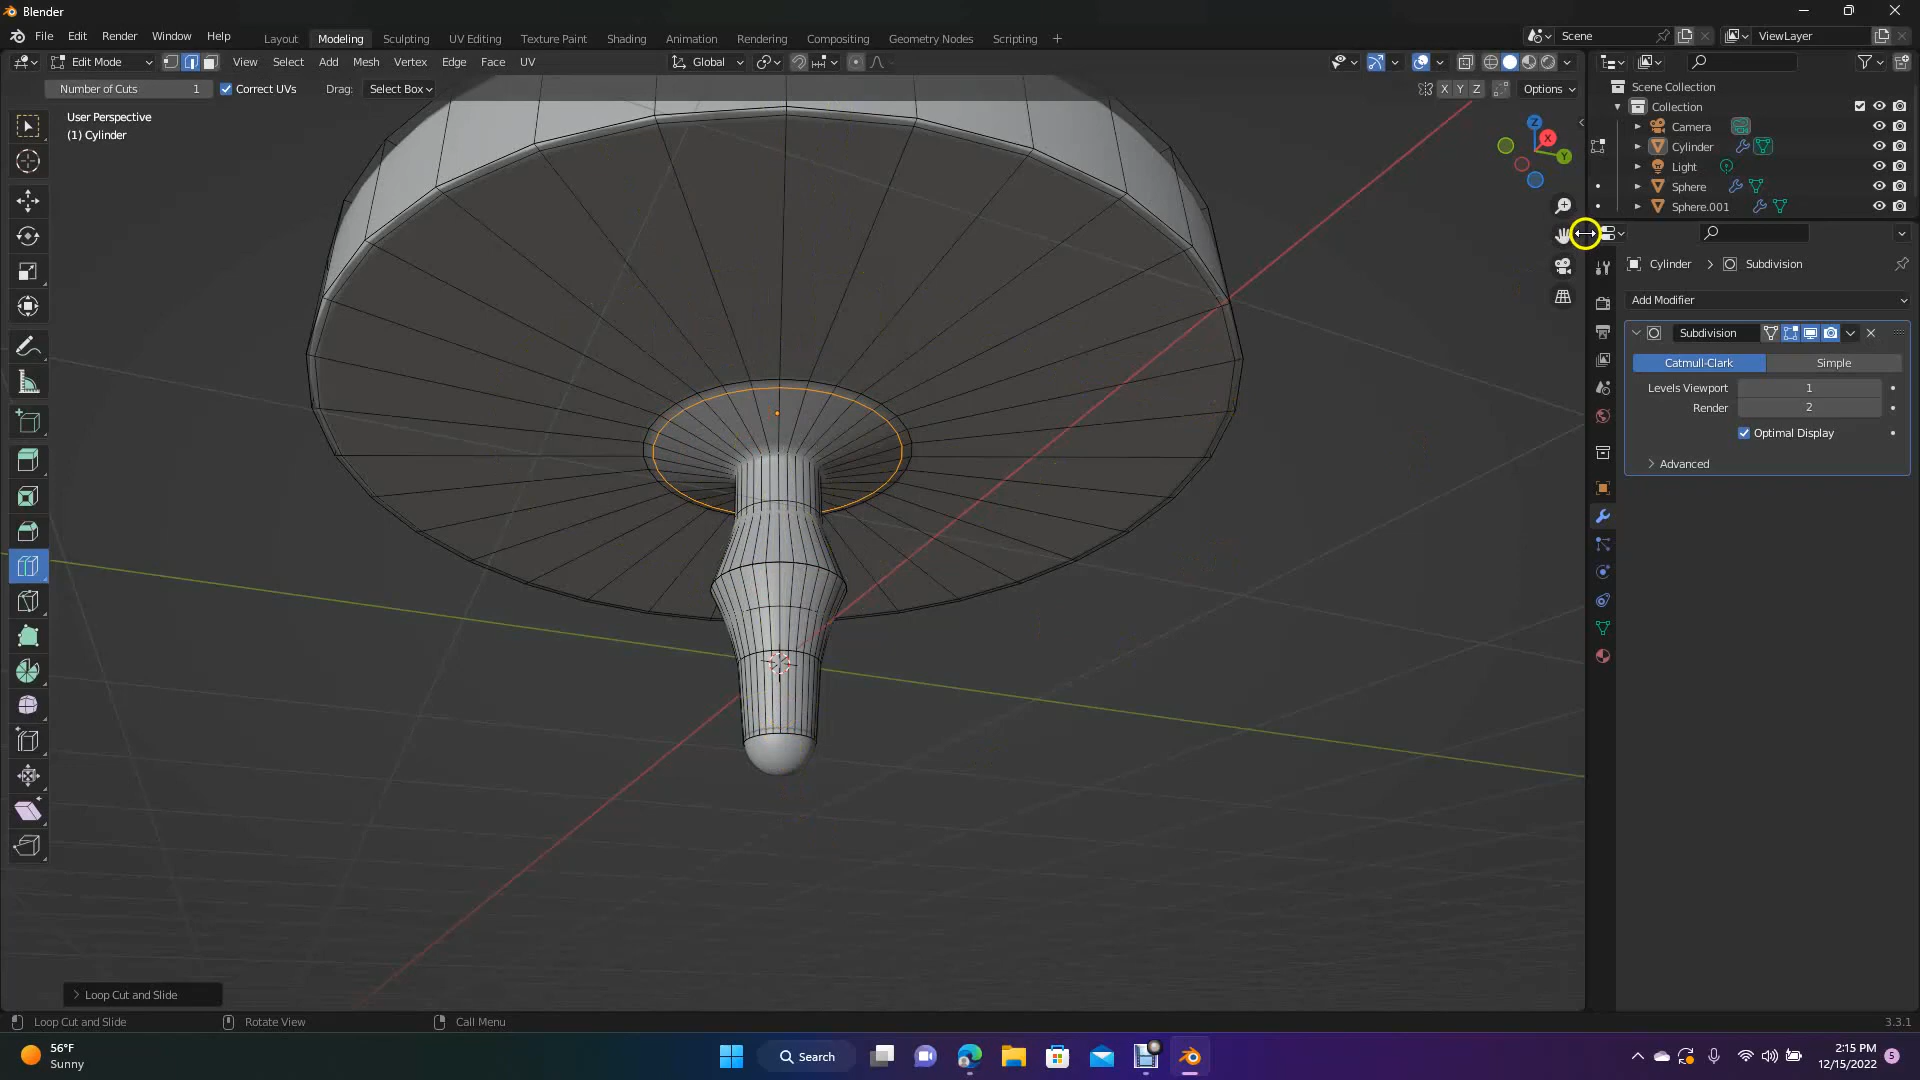 Blender
File Edit Render Window Help
Layout Modeling Sculpting UV Editing Texture Paint Shading Animation Rendering Compositing Geometry Nodes Scripting +
Scene
ViewLayer
Edit Mode View Select Add Mesh Vertex Edge Face UV
Global
Number of Cuts 1 Correct UVs Drag: Select Box
X Y Z Options
User Perspective
(1) Cylinder
Z
X
Y
Scene Collection
Collection
Camera
Cylinder
Light
Sphere
Sphere.001
Cylinder > Subdivision
Add Modifier
Subdivision
Catmull-Clark Simple
Levels Viewport 1
Render 2
Optimal Display
Advanced
Loop Cut and Slide
Loop Cut and Slide Rotate View Call Menu
3.3.1
56°F
Sunny
Search
2:15 PM
12/15/2022
5